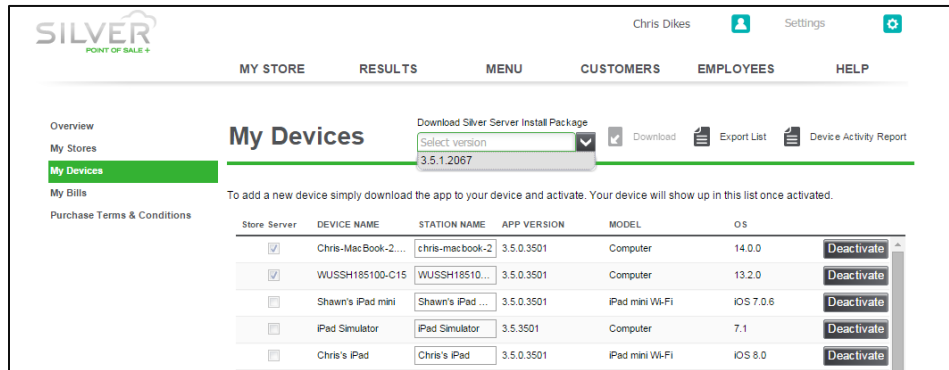 SILVER
POINT OF SALE +
Chris Dikes
Settings
MY STORE RESULTS MENU CUSTOMERS EMPLOYEES HELP
Overview
My Stores
My Devices
My Bills
Purchase Terms & Conditions
My Devices
Download Silver Server Install Package
Select version
3.5.1.2067
Download
Export List
Device Activity Report
To add a new device simply download the app to your device and activate. Your device will show up in this list once activated.
Store Server DEVICE NAME STATION NAME APP VERSION MODEL OS
Chris-MacBook-2.... chris-macbook-2 3.5.0.3501 Computer 14.0.0 Deactivate
WUSSH185100-C15 WUSSH18510... 3.5.0.3501 Computer 13.2.0 Deactivate
Shawn's iPad mini Shawn's iPad ... 3.5.0.3501 iPad mini Wi-Fi iOS 7.0.6 Deactivate
iPad Simulator iPad Simulator 3.5.3501 Computer 7.1 Deactivate
Chris's iPad Chris's iPad 3.5.0.3501 iPad mini Wi-Fi iOS 8.0 Deactivate